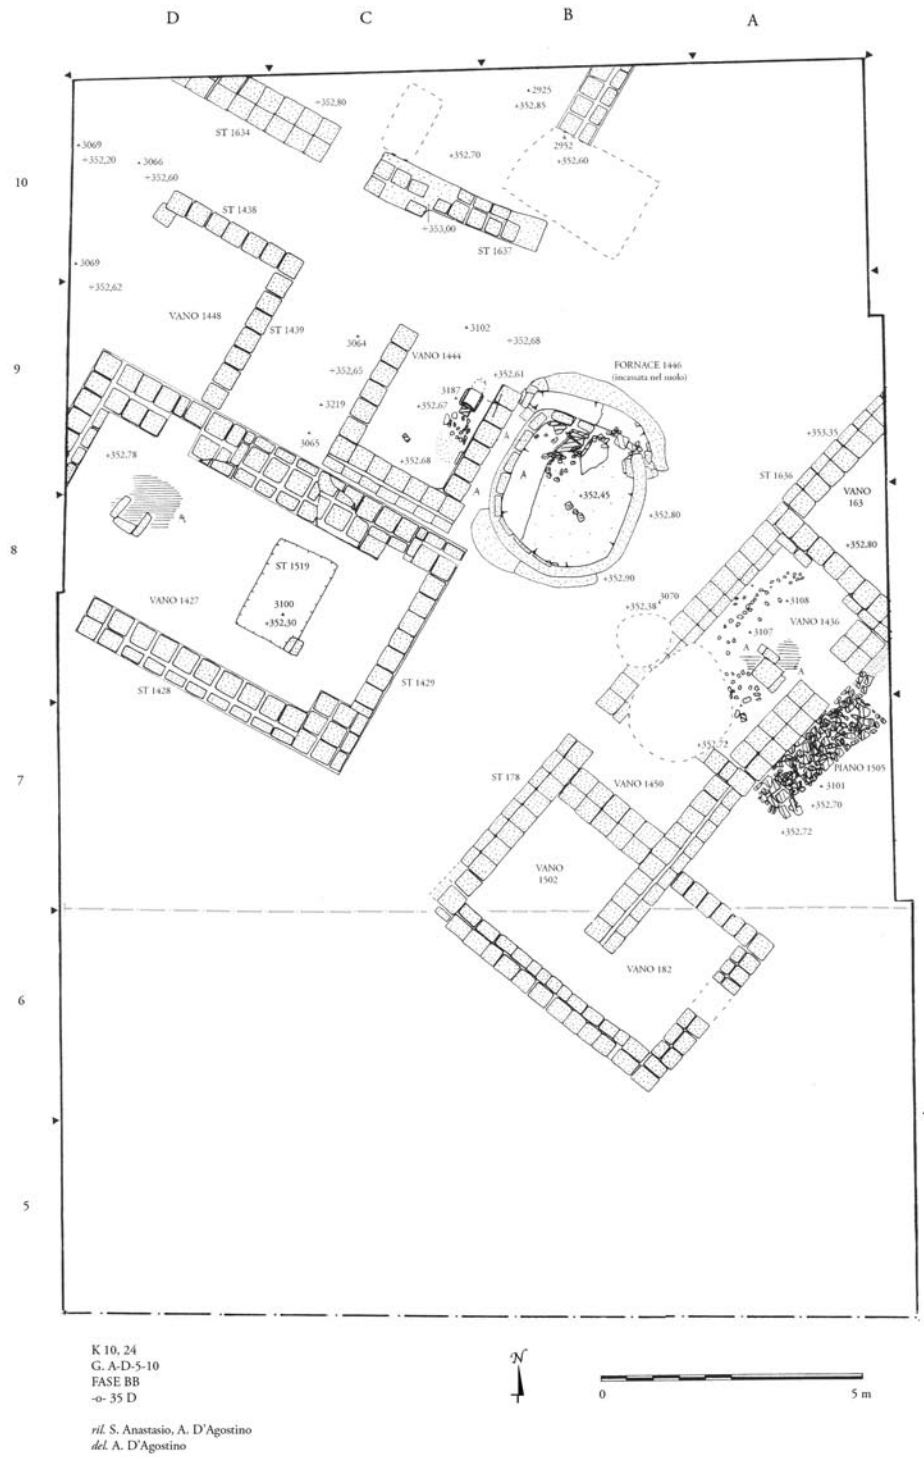 D
C
B
A
+2925
+352,85
÷352,80
ST 1634
2952
+352,60
+3069
÷352,20
+3066
÷352,60
+352,70
10
ST 1438
÷353,00
ST 1637
+3069
÷352,62
VANO 1448
ST 1439
+3102
÷352,68
3064
VANO 1444
9
÷352,65
+352,61
FORNACE 1446
(incassata nel suolo)
3187
+352,67
+3219
3065
+352,68
A
A
A
+353,35
ST 1636
VANO
163
+352,78
+352,45
+352,80
A
8
+352,80
ST 1519
+352,90
3070
+352,38
+3108
VANO 1427
3100
+352,30
VANO 1436
+3107
A
A
ST 1428
ST 1429
+352,72
PIANO 1505
7
ST 178
VANO 1450
+3101
+352,70
+352,72
VANO
1502
VANO 182
6
5
K 10, 24
G. A-D-5-10
FASE BB
-o- 35 D
N
0
5 m
ril. S. Anastasio, A. D'Agostino
del. A. D'Agostino